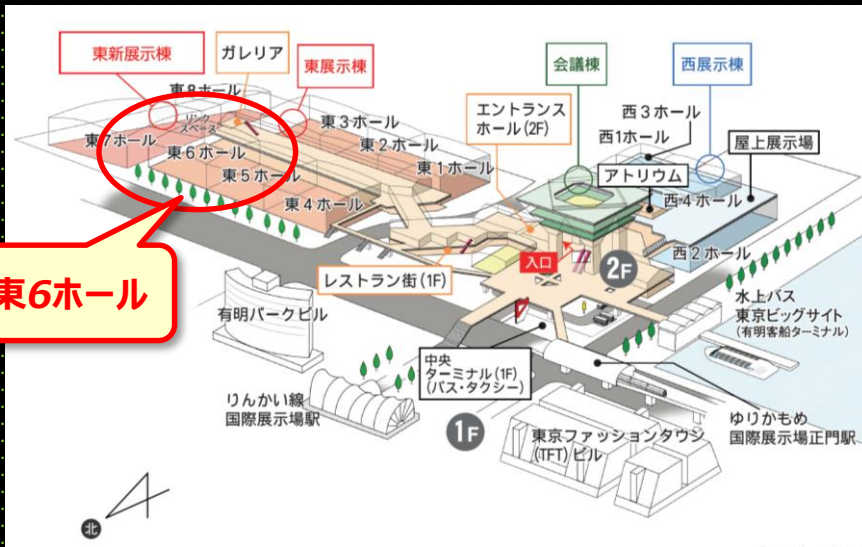 東新展示棟
ガレリア
東展示棟
会議棟
西展示棟
東8ホール
リンク
スペース
東3ホール
エントランス
ホール(2F)
西3ホール
西1ホール
屋上展示場
東7ホール
東6ホール
東2ホール
アトリウム
東5ホール
東1ホール
東4ホール
西4ホール
西2ホール
入口
2F
レストラン街(1F)
東6ホール
有明パークビル
水上バス
東京ビッグサイト
(有明客船ターミナル)
中央
ターミナル(1F)
(バス・タクシー)
りんかい線
国際展示場駅
1F
東京ファッションタウン
(TFT)ビル
ゆりかもめ
国際展示場正門駅
北